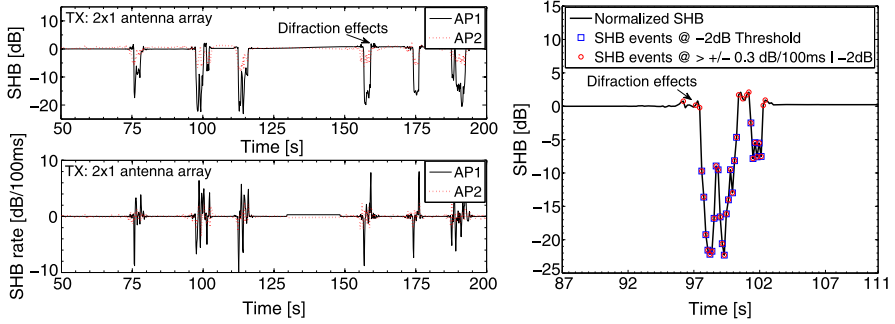 TX: 2x1 antenna array
Difraction effects
AP1
AP2
SHB [dB]
10
0
−10
−20
50
75
100
125
150
175
200
Time [s]
TX: 2x1 antenna array
AP1
AP2
SHB rate [dB/100ms]
10
0
−10
50
75
100
125
150
175
200
Time [s]
Normalized SHB
SHB events @ −2dB Threshold
SHB events @ > +/− 0.3 dB/100ms | −2dB
Difraction effects
SHB [dB]
15
10
5
0
−5
−10
−15
−20
25
87
92
97
102
106
111
Time [s]